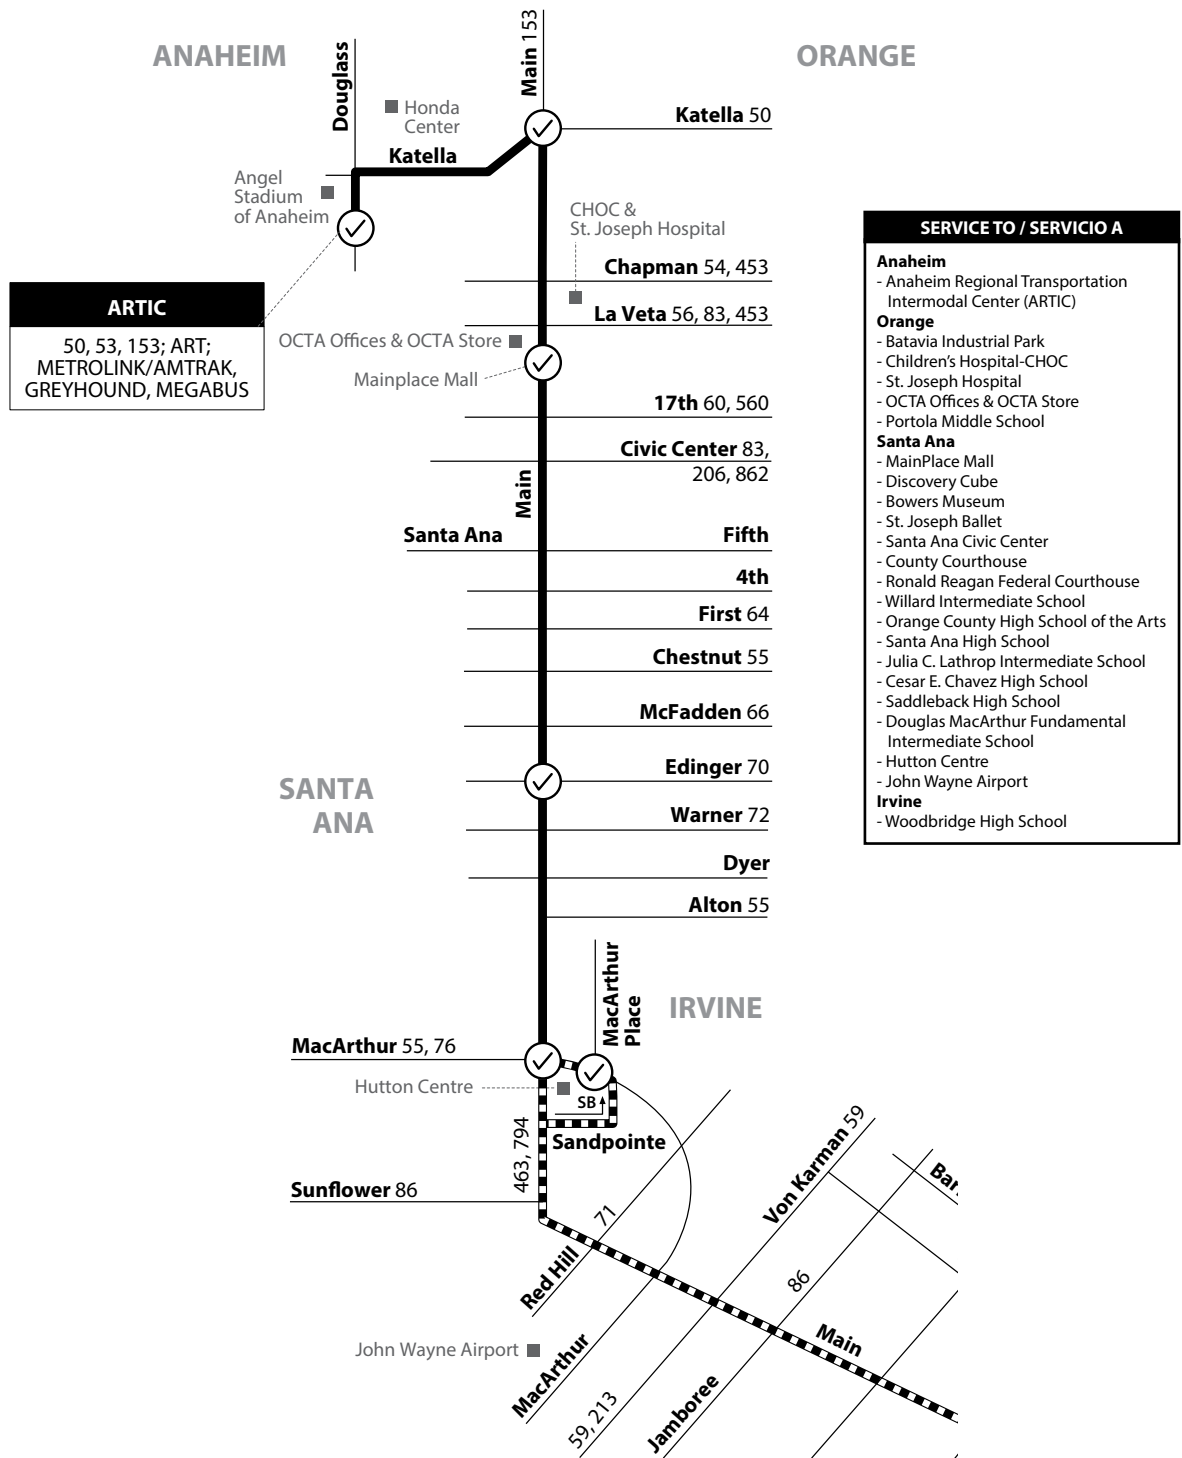 ANAHEIM
ORANGE
Douglass
Main 153
Honda
Center
Katella 50
Katella
Angel
Stadium
of Anaheim
CHOC &
St. Joseph Hospital
Chapman 54, 453
La Veta 56, 83, 453
ARTIC
50, 53, 153; ART;
METROLINK/AMTRAK,
GREYHOUND, MEGABUS
OCTA Offices & OCTA Store
Mainplace Mall
17th 60, 560
Civic Center 83,
206, 862
Main
Santa Ana
Fifth
4th
First 64
Chestnut 55
McFadden 66
Edinger 70
SANTA
ANA
Warner 72
Dyer
Alton 55
MacArthur
Place
IRVINE
MacArthur 55, 76
Hutton Centre
SB
Sandpointe
463, 794
Sunflower 86
Von Karman 59
71
Red Hill
86
Main
John Wayne Airport
MacArthur
59, 213
Jamboree
SERVICE TO / SERVICIO A
Anaheim
- Anaheim Regional Transportation
Intermodal Center (ARTIC)
Orange
- Batavia Industrial Park
- Children's Hospital-CHOC
- St. Joseph Hospital
- OCTA Offices & OCTA Store
- Portola Middle School
Santa Ana
- MainPlace Mall
- Discovery Cube
- Bowers Museum
- St. Joseph Ballet
- Santa Ana Civic Center
- County Courthouse
- Ronald Reagan Federal Courthouse
- Willard Intermediate School
- Orange County High School of the Arts
- Santa Ana High School
- Julia C. Lathrop Intermediate School
- Cesar E. Chavez High School
- Saddleback High School
- Douglas MacArthur Fundamental
Intermediate School
- Hutton Centre
- John Wayne Airport
Irvine
- Woodbridge High School